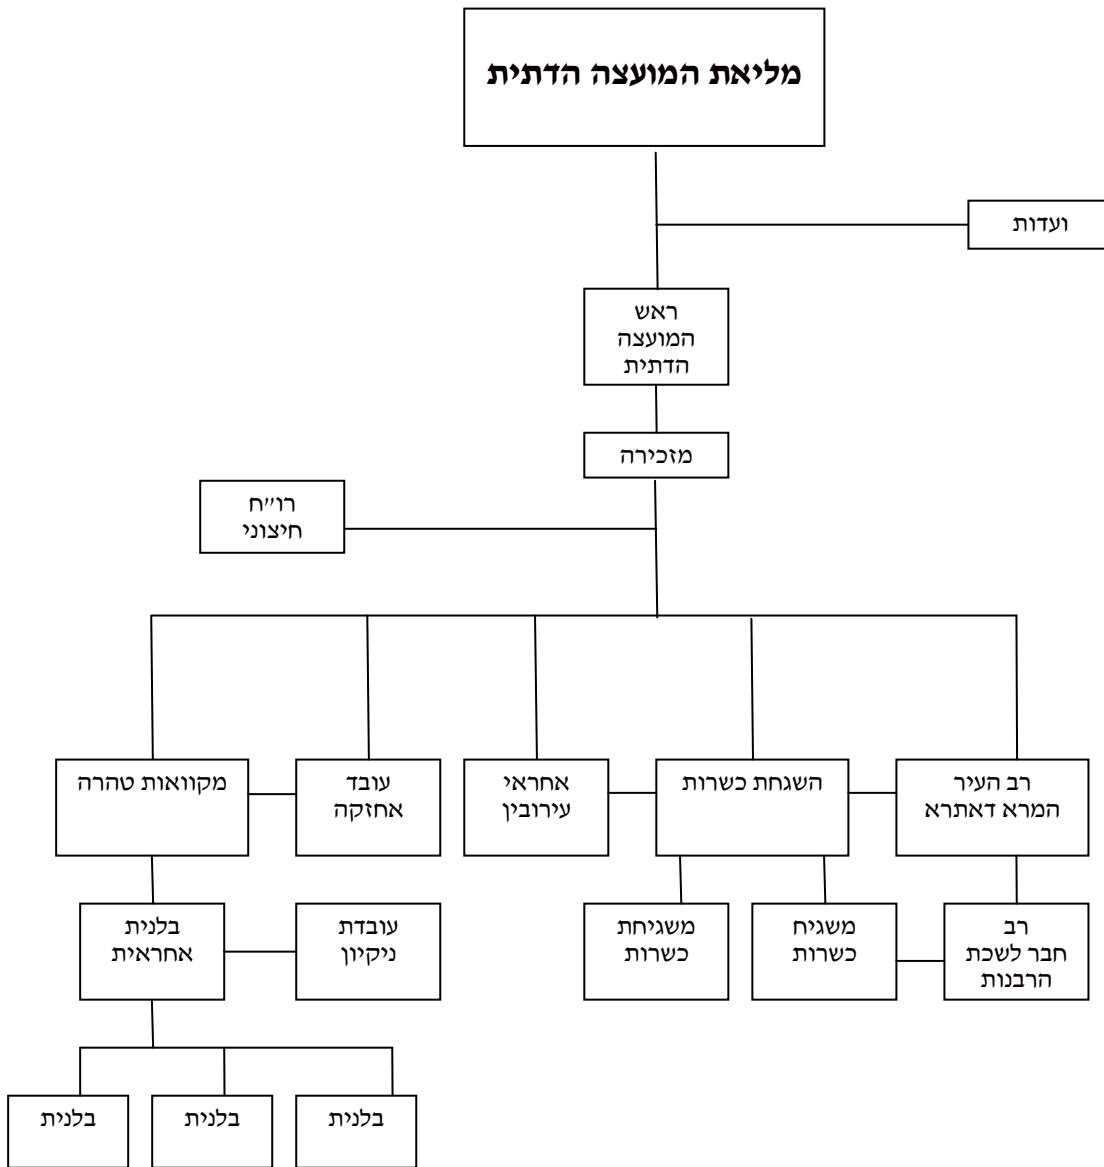 מליאת המועצה הדתית
ועדות
ראש
המועצה
הדתית
מזכירה
רו״ח
חיצוני
רב העיר
המרא דאתרא
השגחת כשרות
אחראי
עירובין
עובד
אחזקה
מקוואות טהרה
רב
חבר לשכת
הרבנות
משגיח
כשרות
משגיחת
כשרות
עובדת
ניקיון
בלנית
אחראית
בלנית
בלנית
בלנית